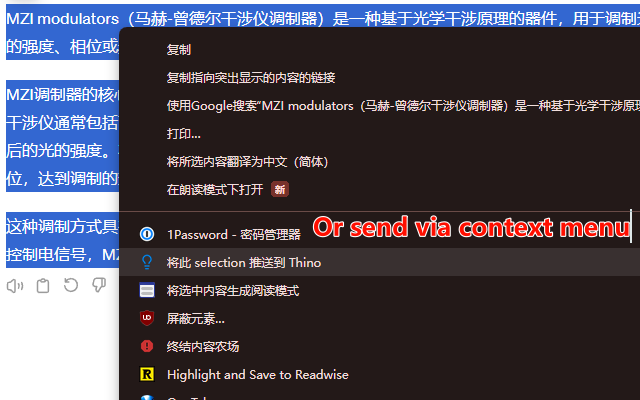 MZI modulators（马赫-曾德尔干涉仪调制器）是一种基于光学干涉原理的器件，用于调制
的强度、相位或
复制
复制指向突出显示的内容的链接
MZI调制器的核
使用Google搜索“MZI modulators（马赫-曾德尔干涉仪调制器）是一种基于光学干涉原
干涉仪通常包括
打印...
后的光的强度。
将所选内容翻译为中文（简体）
位，达到调制的
在朗读模式下打开 新
这种调制方式具
Or send via context menu
1Password - 密码管理器
控制电信号，MZ
将此 selection 推送到 Thino
将选中内容生成阅读模式
屏蔽元素...
终结内容农场
Highlight and Save to Readwise